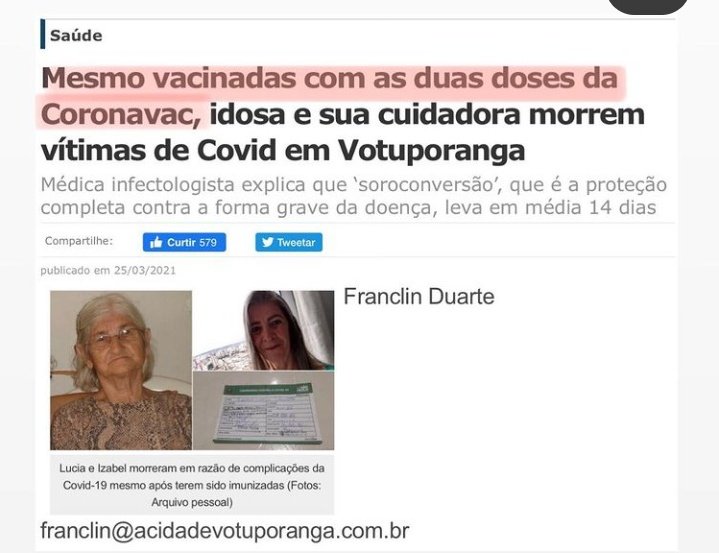 Saúde
Mesmo vacinadas com as duas doses da
Coronavac, idosa e sua cuidadora morrem
vítimas de Covid em Votuporanga
Médica infectologista explica que ‘soroconversão’, que é a proteção
completa contra a forma grave da doença, leva em média 14 dias
Compartilhe: Curtir 579 Tweetar
publicado em 25/03/2021
Franclin Duarte
Lucia e Izabel morreram em razão de complicações da
Covid-19 mesmo após terem sido imunizadas (Fotos:
Arquivo pessoal)
franclin@acidadevotuporanga.com.br